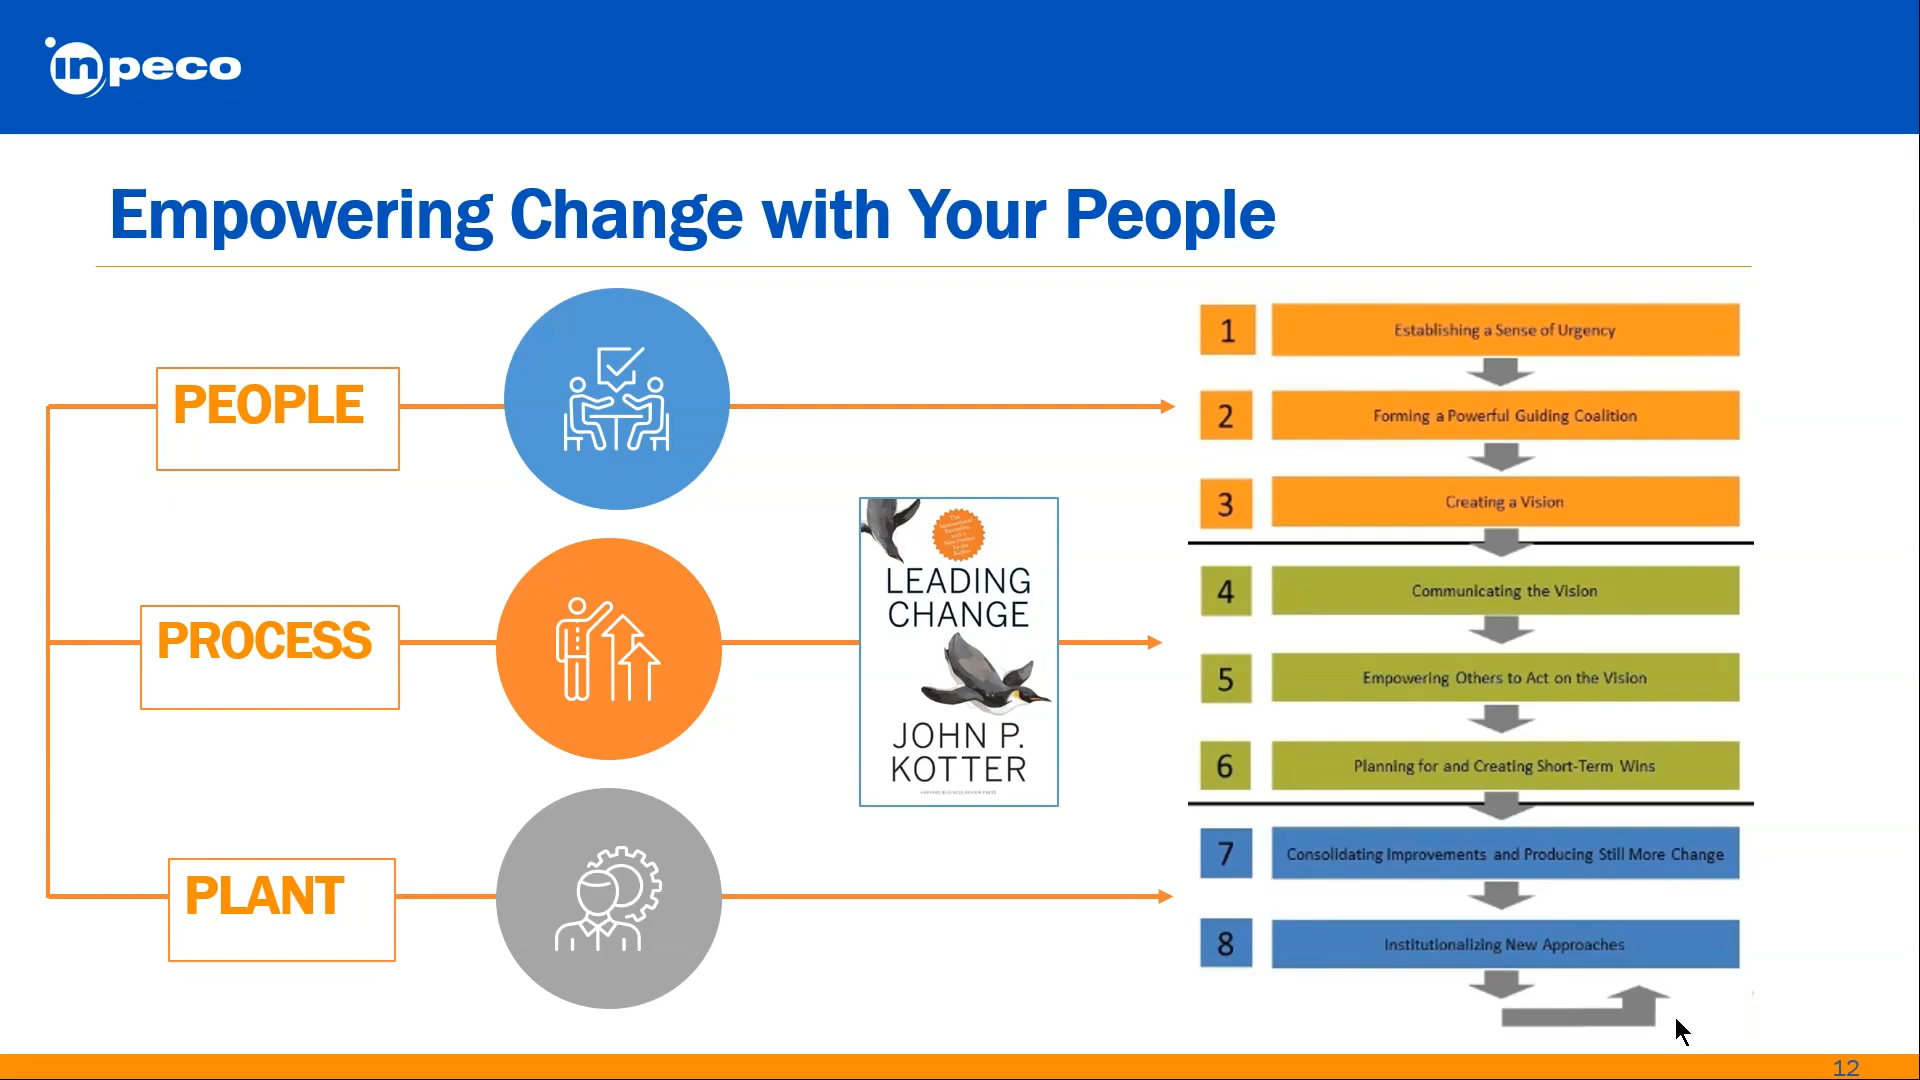 inpeco
Empowering Change with Your People
PEOPLE
PROCESS
PLANT
LEADING
CHANGE
JOHN P.
KOTTER
1 Establishing a Sense of Urgency
2 Forming a Powerful Guiding Coalition
3 Creating a Vision
4 Communicating the Vision
5 Empowering Others to Act on the Vision
6 Planning for and Creating Short-Term Wins
7 Consolidating Improvements and Producing Still More Change
8 Institutionalizing New Approaches
12